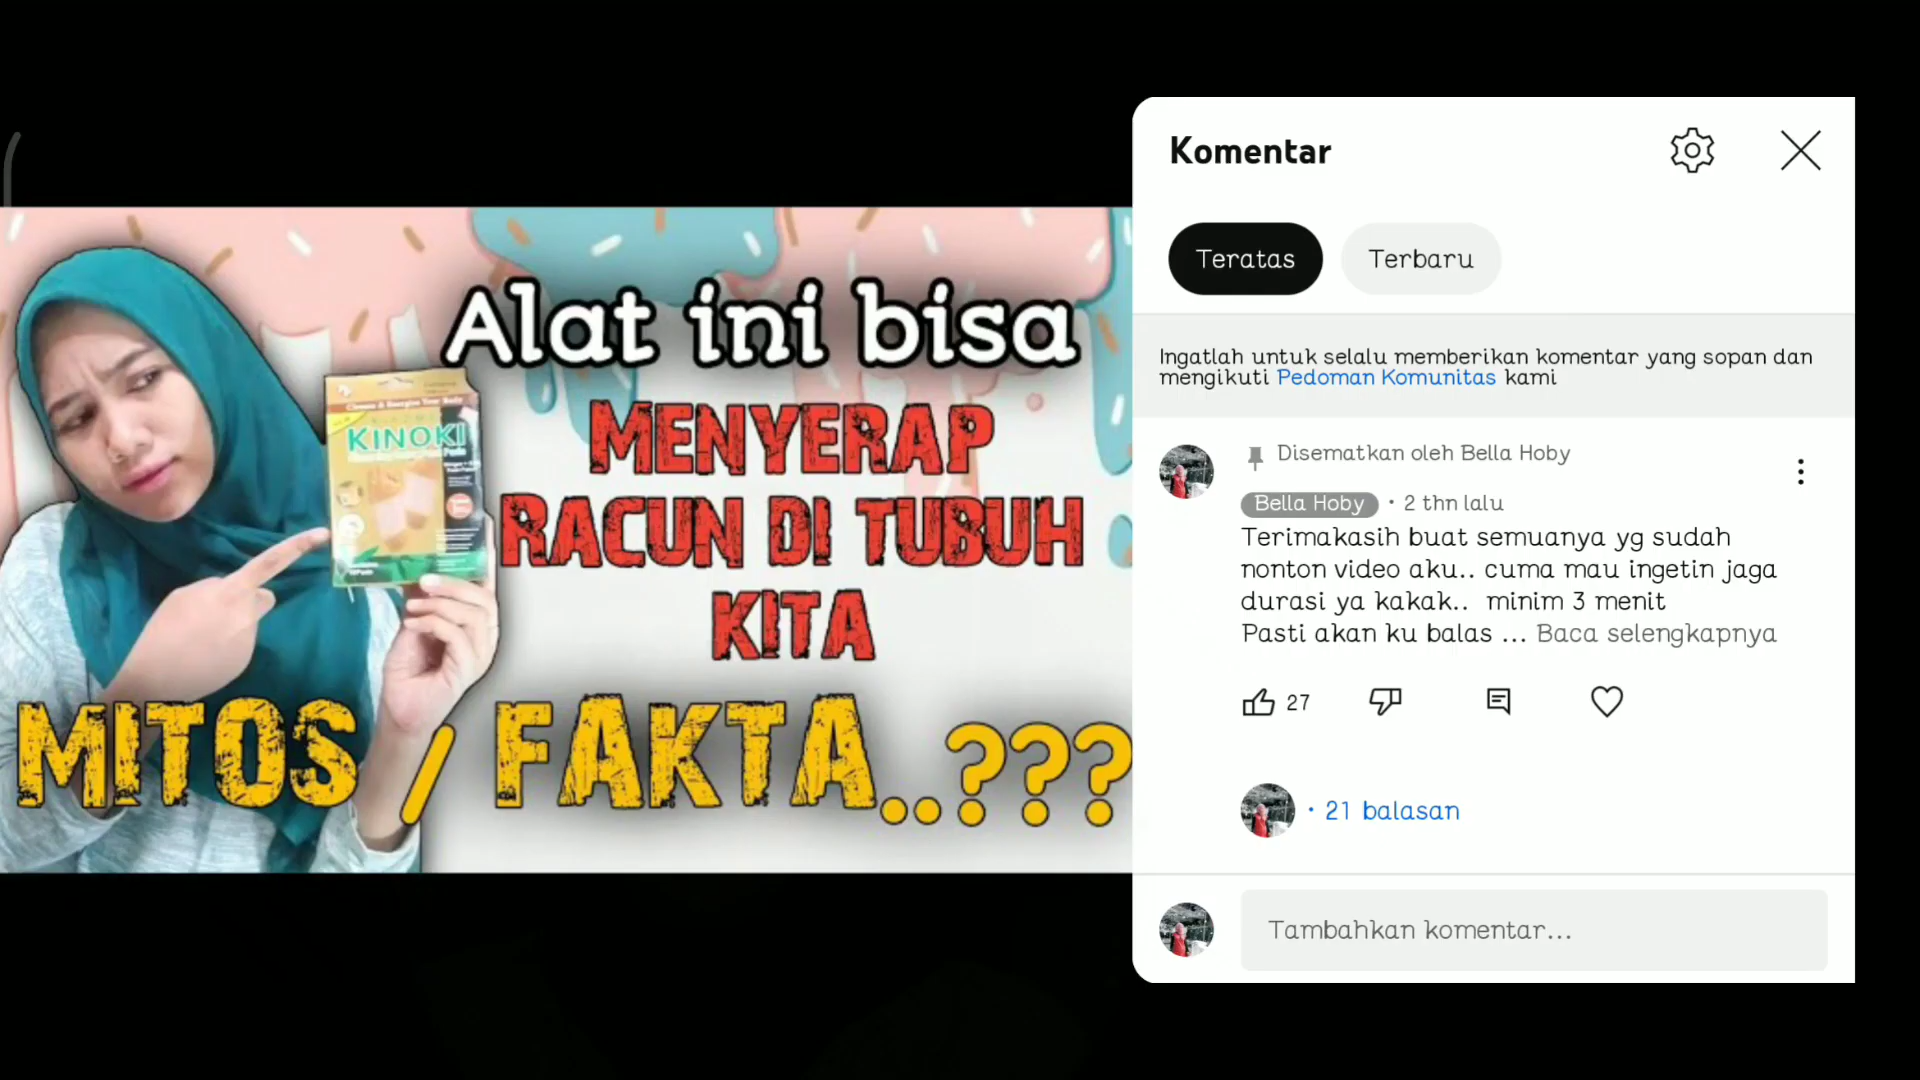 Alat ini bisa
MENYERAP
RACUN DI TUBUH
KITA
MITOS / FAKTA..???
KINOKI
Komentar
Teratas
Terbaru
Ingatlah untuk selalu memberikan komentar yang sopan dan
mengikuti Pedoman Komunitas kami
Disematkan oleh Bella Hoby
Bella Hoby • 2 thn lalu
Terimakasih buat semuanya yg sudah
nonton video aku.. cuma mau ingetin jaga
durasi ya kakak.. minim 3 menit
Pasti akan ku balas ... Baca selengkapnya
27
• 21 balasan
Tambahkan komentar...